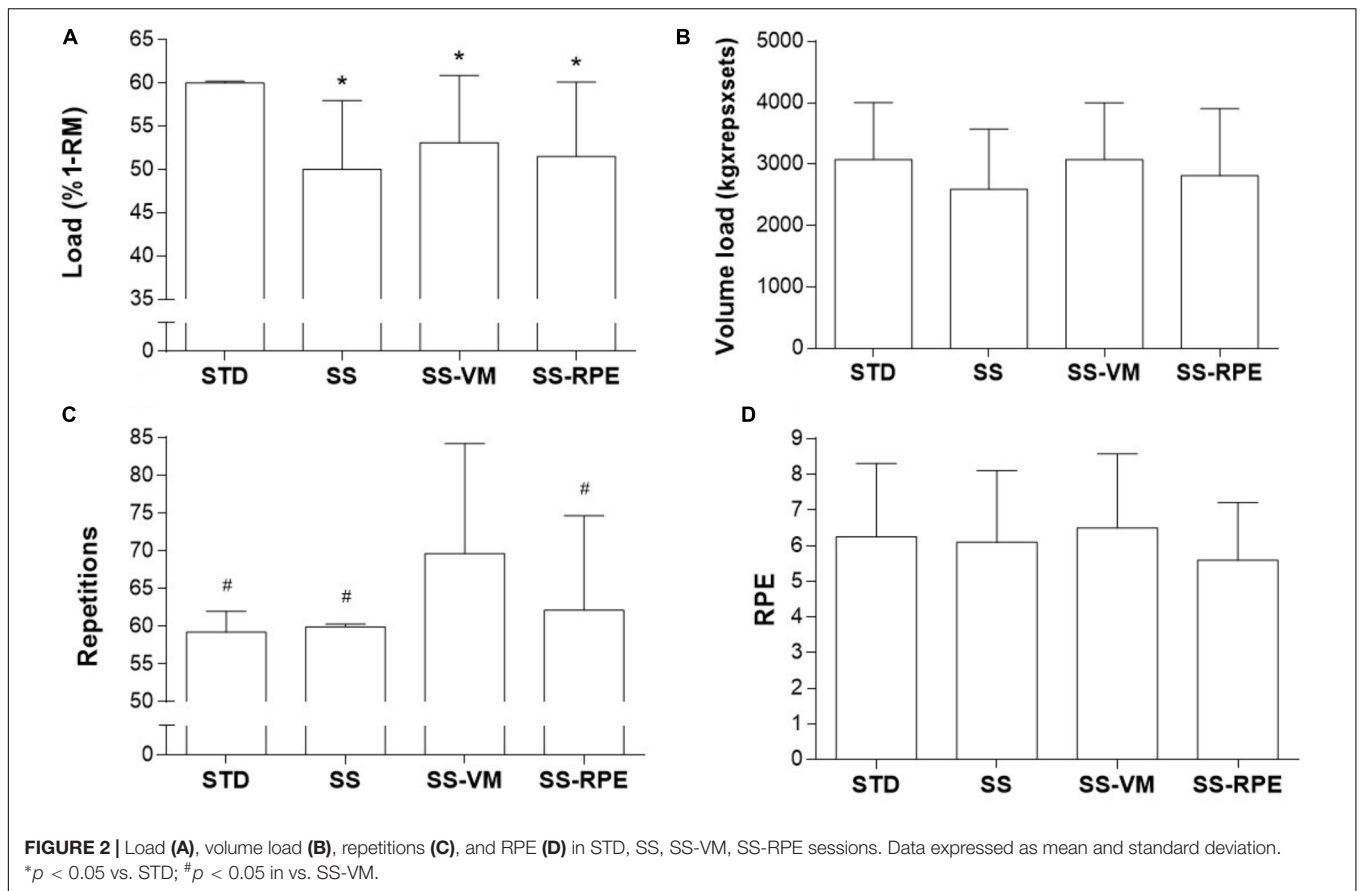 A
Load (%1-RM)
65
60
55
50
45
40
35
0
*
*
*
STD SS SS-VM SS-RPE
B
Volume load (kgxrepsxsets)
5000
4000
3000
2000
1000
0
STD SS SS-VM SS-RPE
C
Repetitions
85
80
75
70
65
60
55
50
0
#
#
#
STD SS SS-VM SS-RPE
D
RPE
9
8
7
6
5
4
3
2
1
0
STD SS SS-VM SS-RPE
FIGURE 2 | Load (A), volume load (B), repetitions (C), and RPE (D) in STD, SS, SS-VM, SS-RPE sessions. Data expressed as mean and standard deviation.
*p < 0.05 vs. STD; #p < 0.05 in vs. SS-VM.